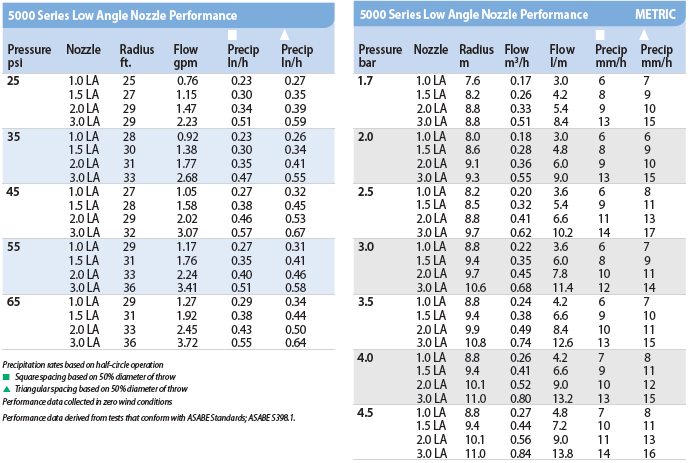 5000 Series Low Angle Nozzle Performance
Pressure psi Nozzle Radius ft. Flow gpm ■ Precip In/h ▲ Precip In/h
25 1.0 LA 25 0.76 0.23 0.27
1.5 LA 27 1.15 0.30 0.35
2.0 LA 29 1.47 0.34 0.39
3.0 LA 29 2.23 0.51 0.59
35 1.0 LA 28 0.92 0.23 0.26
1.5 LA 30 1.38 0.30 0.34
2.0 LA 31 1.77 0.35 0.41
3.0 LA 33 2.68 0.47 0.55
45 1.0 LA 27 1.05 0.27 0.32
1.5 LA 28 1.58 0.38 0.45
2.0 LA 29 2.02 0.46 0.53
3.0 LA 32 3.07 0.57 0.67
55 1.0 LA 29 1.17 0.27 0.31
1.5 LA 31 1.76 0.35 0.41
2.0 LA 33 2.24 0.40 0.46
3.0 LA 36 3.41 0.51 0.58
65 1.0 LA 29 1.27 0.29 0.34
1.5 LA 31 1.92 0.38 0.44
2.0 LA 33 2.45 0.43 0.50
3.0 LA 36 3.72 0.55 0.64
Precipitation rates based on half-circle operation
■ Square spacing based on 50% diameter of throw
▲ Triangular spacing based on 50% diameter of throw
Performance data collected in zero wind conditions
Performance data derived from tests that conform with ASABE Standards; ASABE S398.1.
5000 Series Low Angle Nozzle Performance METRIC
Pressure bar Nozzle Radius m Flow m³/h Flow l/m ■ Precip mm/h ▲ Precip mm/h
1.7 1.0 LA 7.6 0.17 3.0 6 7
1.5 LA 8.2 0.26 4.2 8 9
2.0 LA 8.8 0.33 5.4 9 10
3.0 LA 8.8 0.51 8.4 13 15
2.0 1.0 LA 8.0 0.18 3.0 6 6
1.5 LA 8.6 0.28 4.8 8 9
2.0 LA 9.1 0.36 6.0 9 10
3.0 LA 9.3 0.55 9.0 13 15
2.5 1.0 LA 8.2 0.20 3.6 6 8
1.5 LA 8.5 0.32 5.4 9 11
2.0 LA 8.8 0.41 6.6 11 13
3.0 LA 9.7 0.62 10.2 14 17
3.0 1.0 LA 8.8 0.22 3.6 6 7
1.5 LA 9.4 0.35 6.0 8 9
2.0 LA 9.7 0.45 7.8 10 11
3.0 LA 10.6 0.68 11.4 12 14
3.5 1.0 LA 8.8 0.24 4.2 6 7
1.5 LA 9.4 0.38 6.6 9 10
2.0 LA 9.9 0.49 8.4 10 11
3.0 LA 10.8 0.74 12.6 13 15
4.0 1.0 LA 8.8 0.26 4.2 7 8
1.5 LA 9.4 0.41 6.6 9 11
2.0 LA 10.1 0.52 9.0 10 12
3.0 LA 11.0 0.80 13.2 13 15
4.5 1.0 LA 8.8 0.27 4.8 7 8
1.5 LA 9.4 0.44 7.2 10 11
2.0 LA 10.1 0.56 9.0 11 13
3.0 LA 11.0 0.84 13.8 14 16